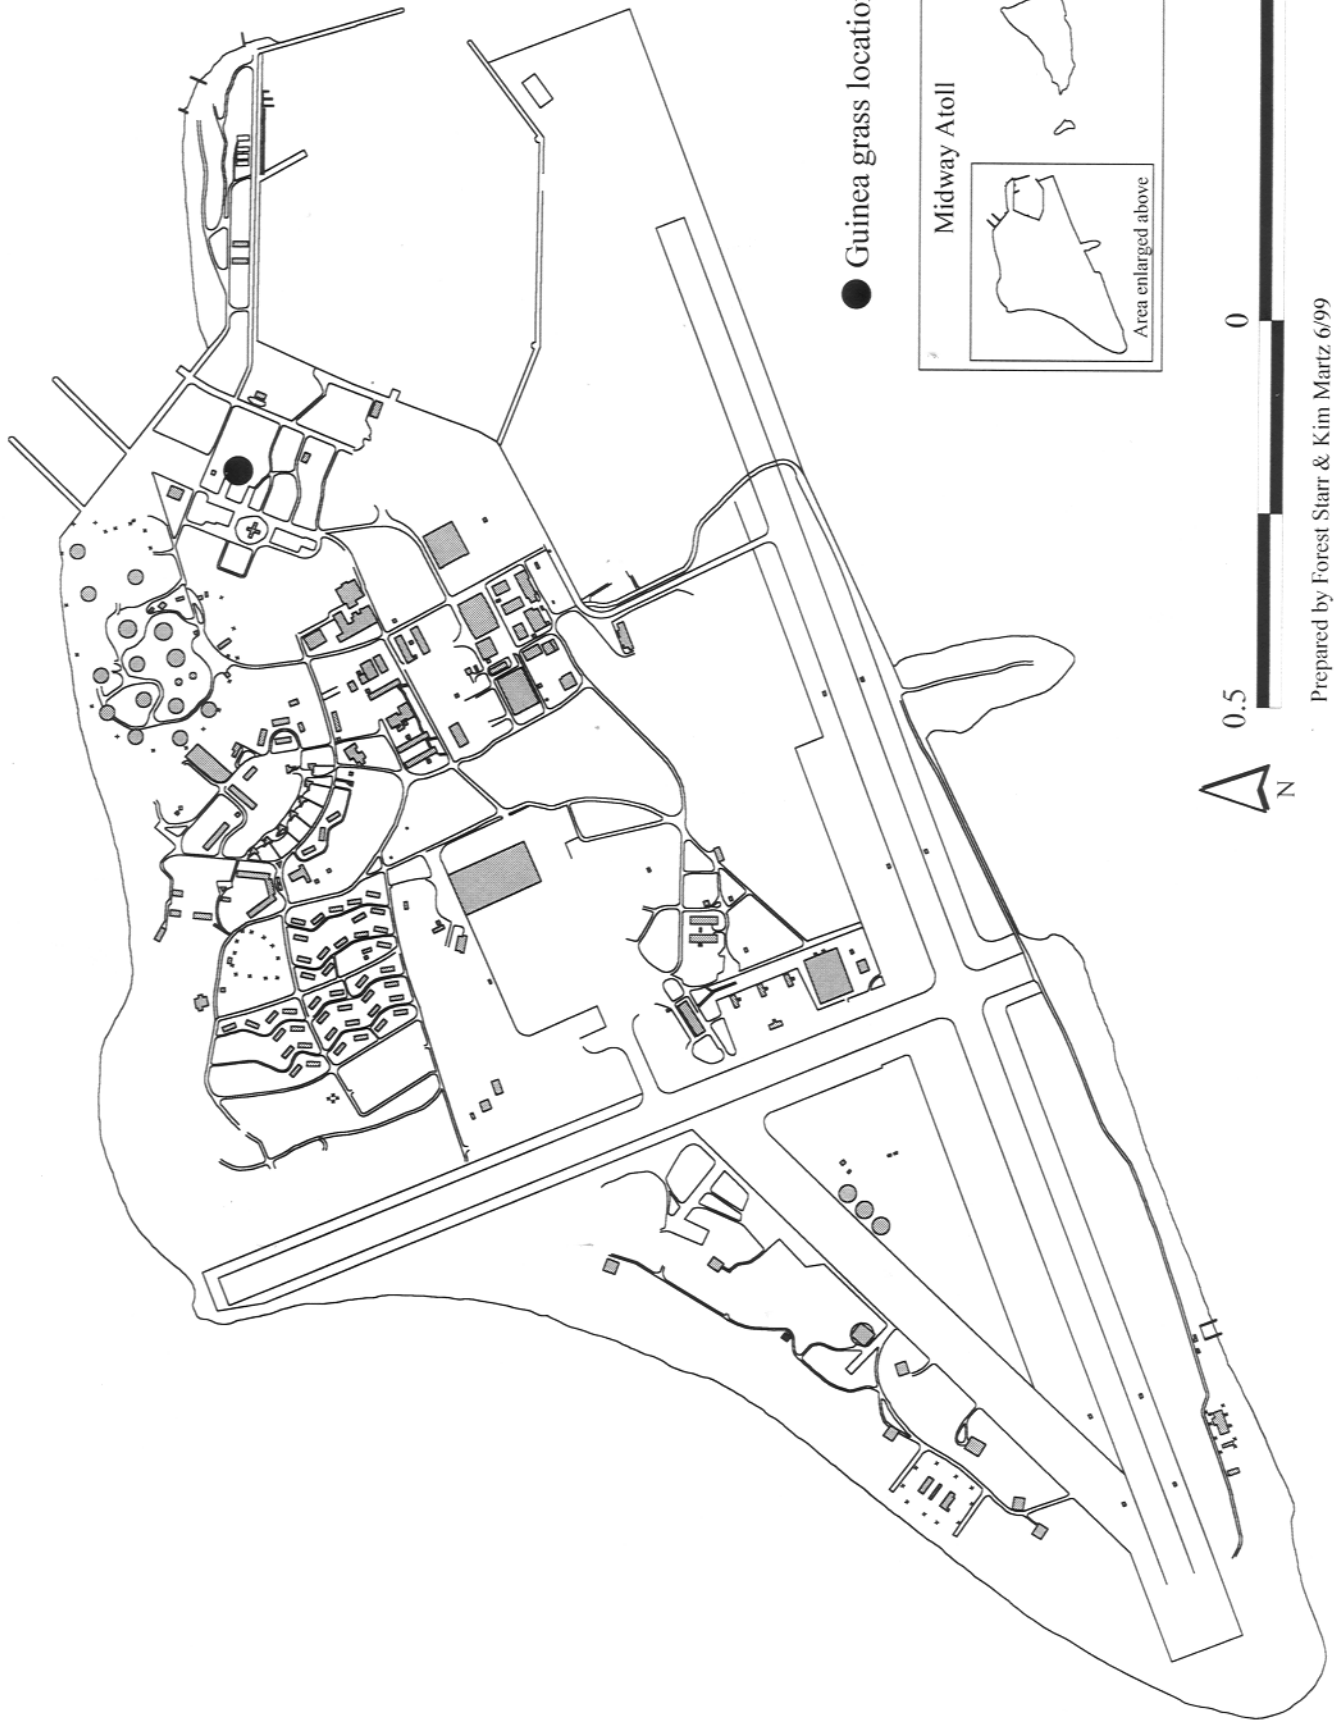 ● Guinea grass locatio
Midway Atoll
Area enlarged above
0.5 0
N
Prepared by Forest Starr & Kim Martz 6/99